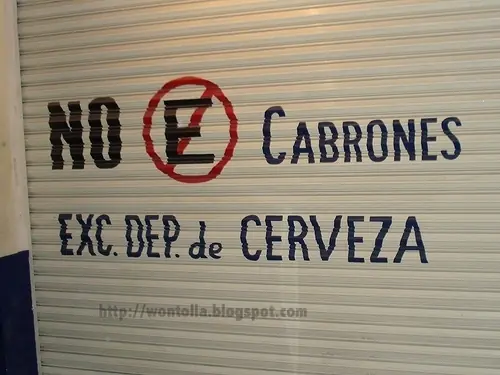 NO E CABRONES
EXC. DEP. de CERVEZA
http://wontolla.blogspot.com